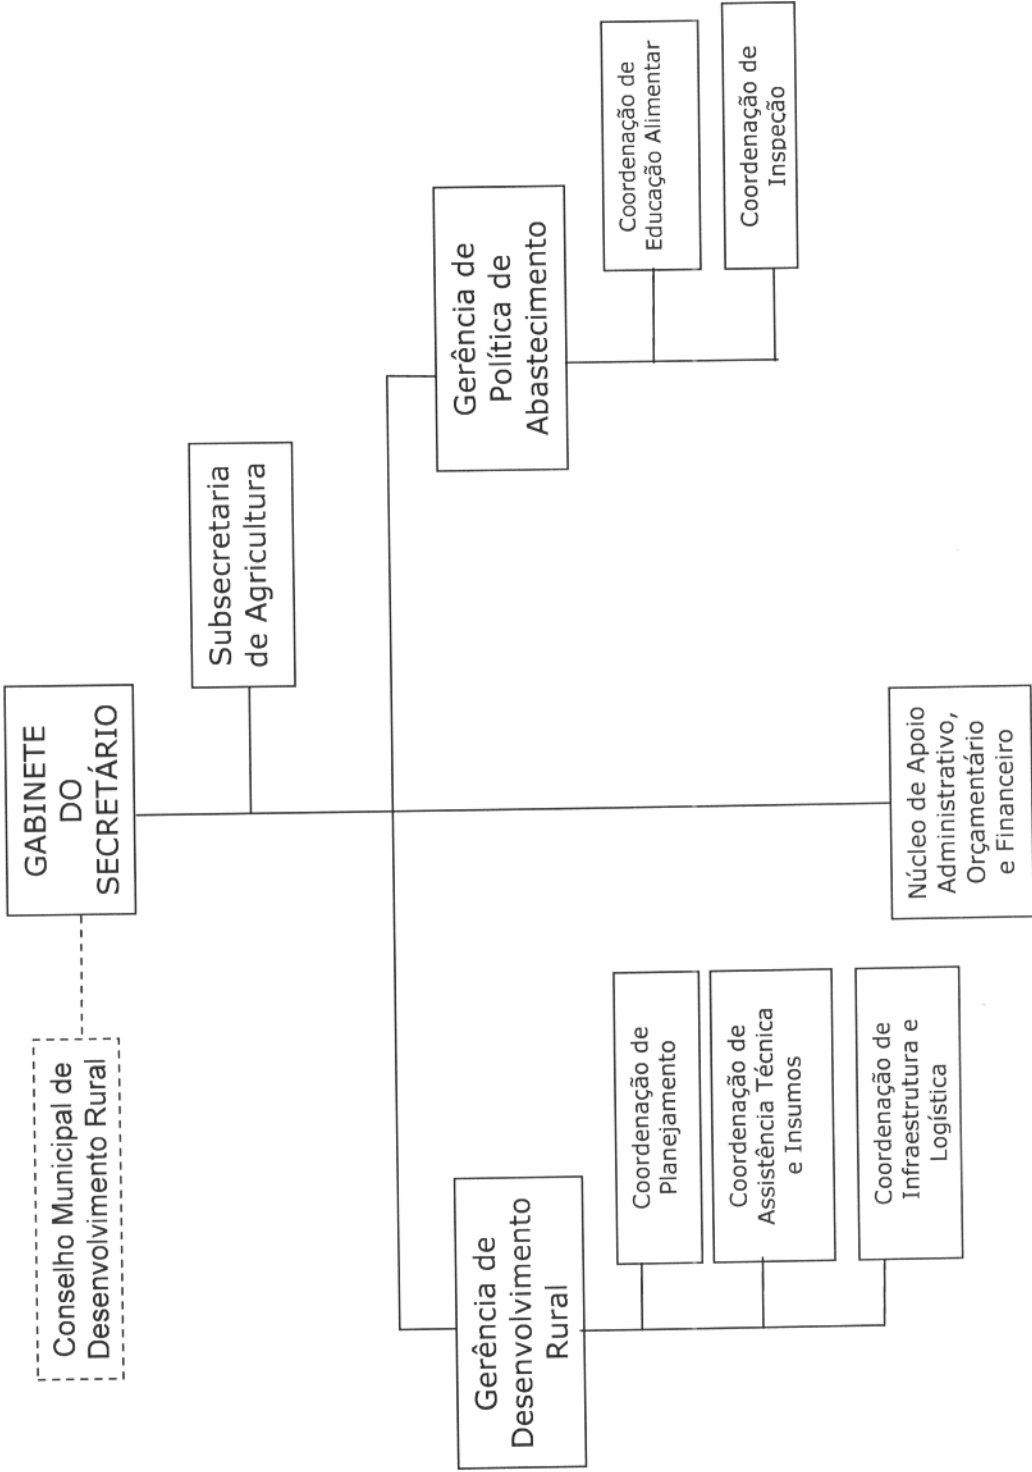 Conselho Municipal de
Desenvolvimento Rural
GABINETE
DO
SECRETÁRIO
Subsecretaria
de Agricultura
Gerência de
Desenvolvimento
Rural
Gerência de
Política de
Abastecimento
Coordenação de
Planejamento
Coordenação de
Assistência Técnica
e Insumos
Coordenação de
Infraestrutura e
Logística
Coordenação de
Educação Alimentar
Coordenação de
Inspeção
Núcleo de Apoio
Administrativo,
Orçamentário
e Financeiro